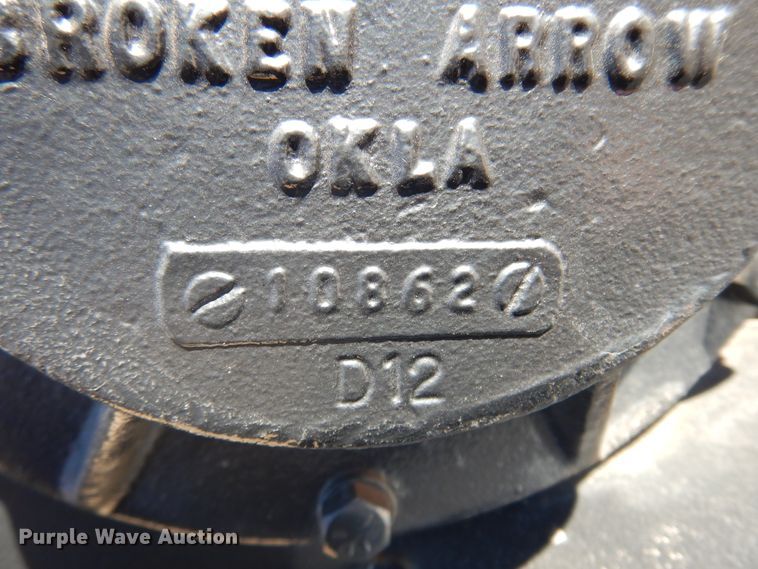 BROKEN ARROW
OKLA
10862
D12
Purple Wave Auction